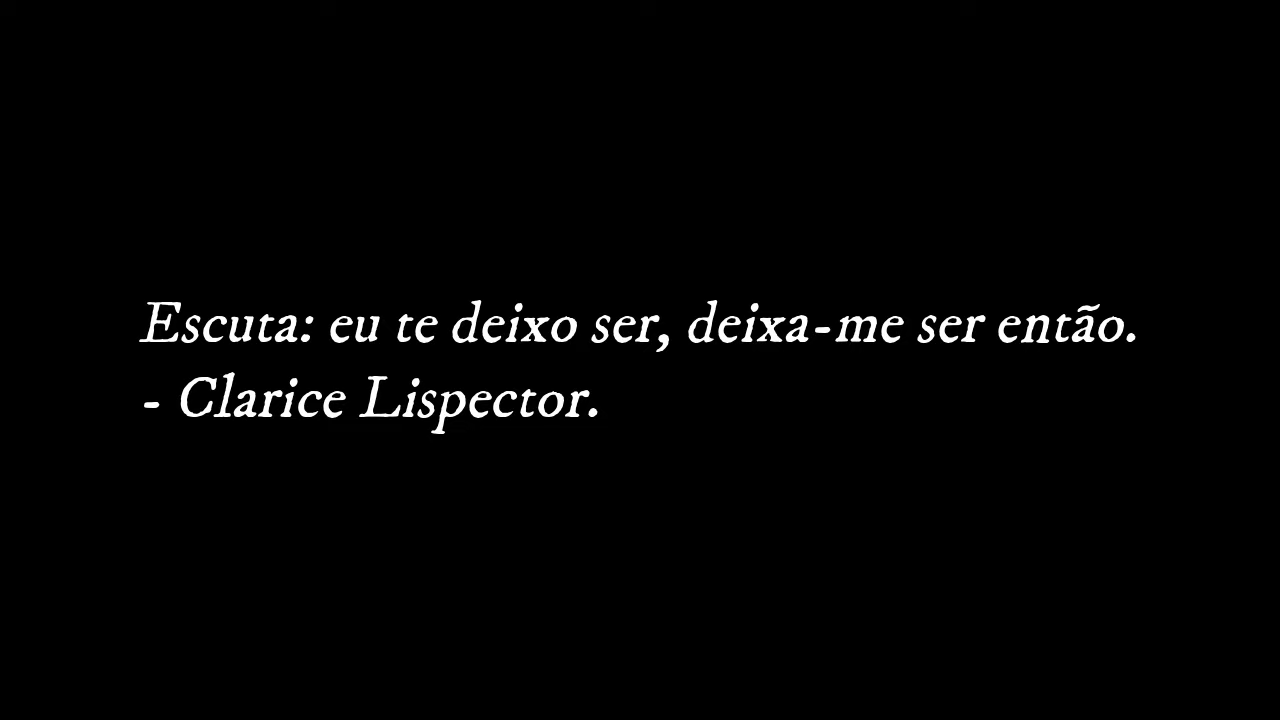 Escuta: eu te deixo ser, deixa-me ser então.
- Clarice Lispector.